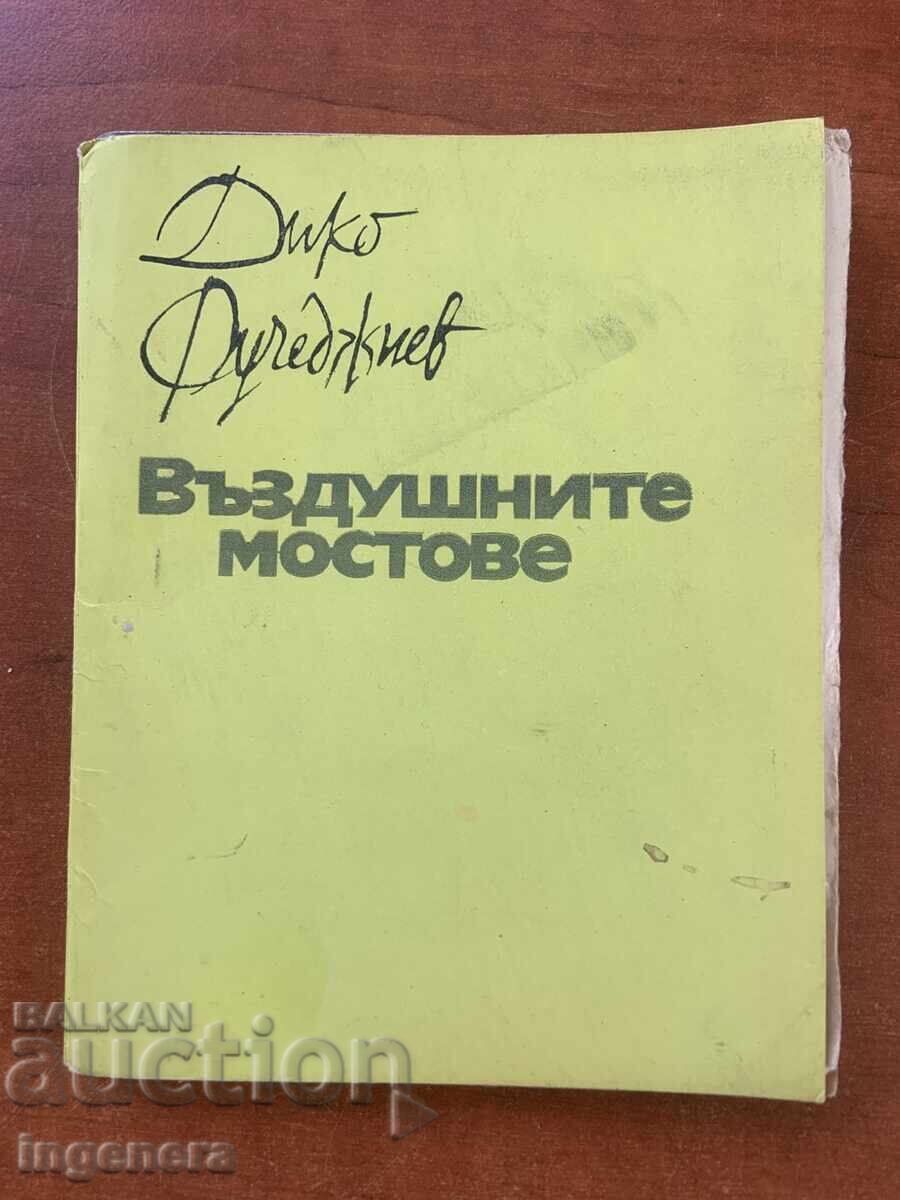 Дико
Фучеджиев
Въздушните
мостове
BALKAN
auction
ingenera